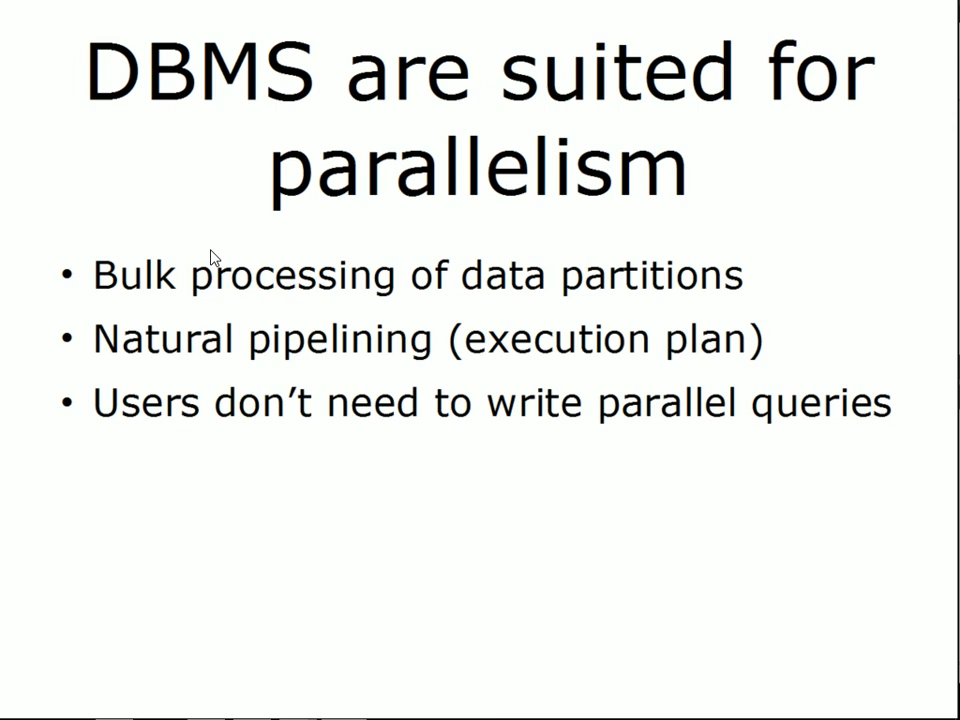 DBMS are suited for
parallelism
• Bulk processing of data partitions
• Natural pipelining (execution plan)
• Users don’t need to write parallel queries